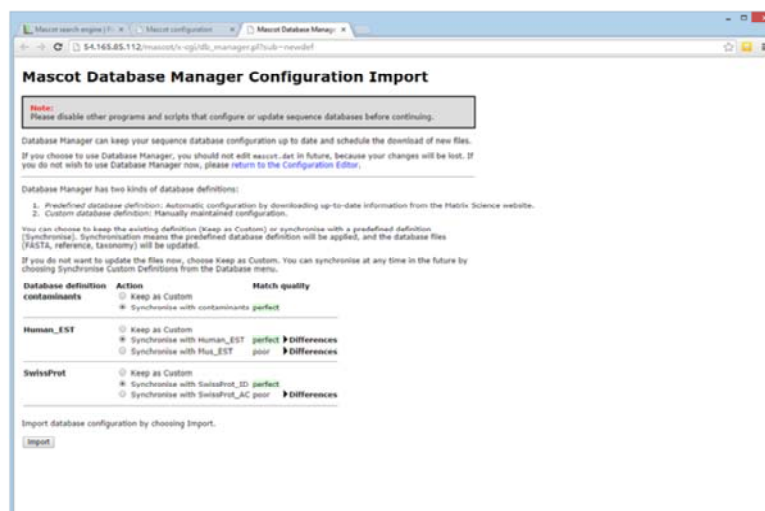 Mascot search engine |
Mascot configuration
Mascot Database Manag
54.165.85.112/mascot/x-cgi/db_manager.pl?sub=newdef
Mascot Database Manager Configuration Import
Note:
Please disable other programs and scripts that configure or update sequence databases before continuing.
Database Manager can keep your sequence database configuration up to date and schedule the download of new files.
If you choose to use Database Manager, you should not edit mascot.dat in future, because your changes will be lost. If
you do not wish to use Database Manager now, please return to the Configuration Editor.
Database Manager has two kinds of database definitions:
1. Predefined database definition: Automatic configuration by downloading up-to-date information from the Matrix Science website.
2. Custom database definition: Manually maintained configuration.
You can choose to keep the existing definition (Keep as Custom) or synchronise with a predefined definition
(Synchronise). Synchronisation means the predefined database definition will be applied, and the database files
(FASTA, reference, taxonomy) will be updated.
If you do not want to update the files now, choose Keep as Custom. You can synchronise at any time in the future by
choosing Synchronise Custom Definitions from the Database menu.
Database definition Action Match quality
contaminants Keep as Custom
Synchronise with contaminants perfect
Human_EST Keep as Custom
Synchronise with Human_EST perfect Differences
Synchronise with Mus_EST poor Differences
SwissProt Keep as Custom
Synchronise with SwissProt_ID perfect
Synchronise with SwissProt_AC poor Differences
Import database configuration by choosing Import.
Import